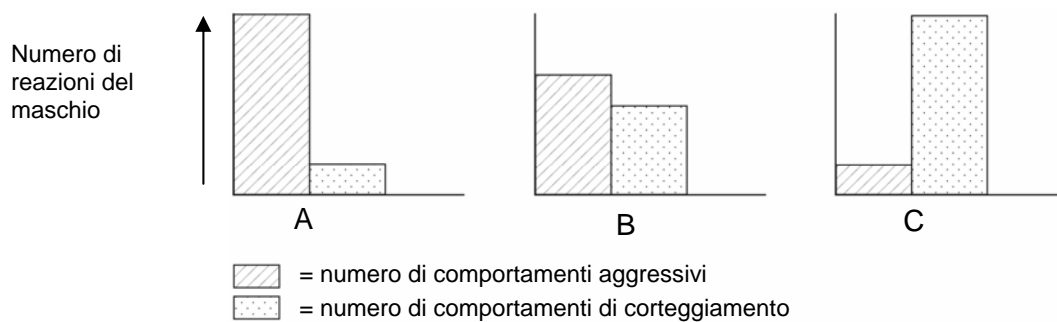 Numero di
reazioni del
maschio
A
B
C
= numero di comportamenti aggressivi
= numero di comportamenti di corteggiamento